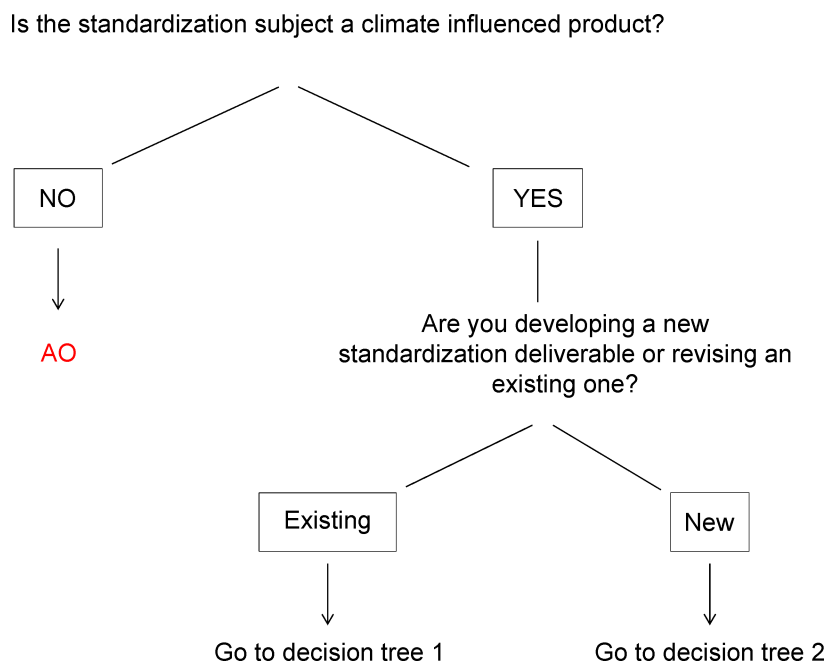 Is the standardization subject a climate influenced product?
NO
YES
AO
Are you developing a new
standardization deliverable or revising an
existing one?
Existing
New
Go to decision tree 1
Go to decision tree 2